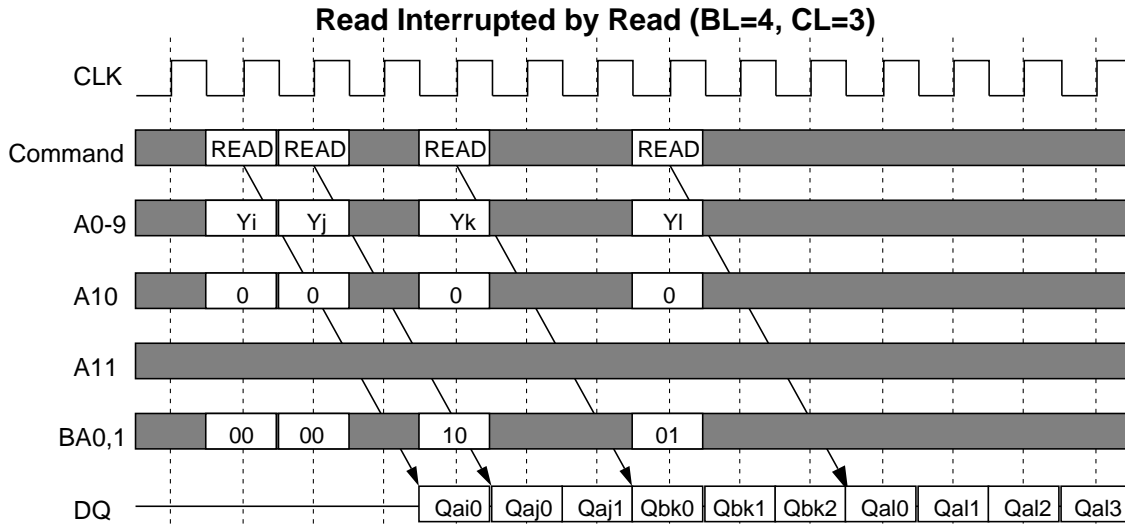 Read Interrupted by Read (BL=4, CL=3)
CLK
Command READ READ READ READ
A0-9 Yi Yj Yk Yl
A10 0 0 0 0
A11
BA0,1 00 00 10 01
DQ Qai0 Qaj0 Qaj1 Qbk0 Qbk1 Qbk2 Qal0 Qal1 Qal2 Qal3